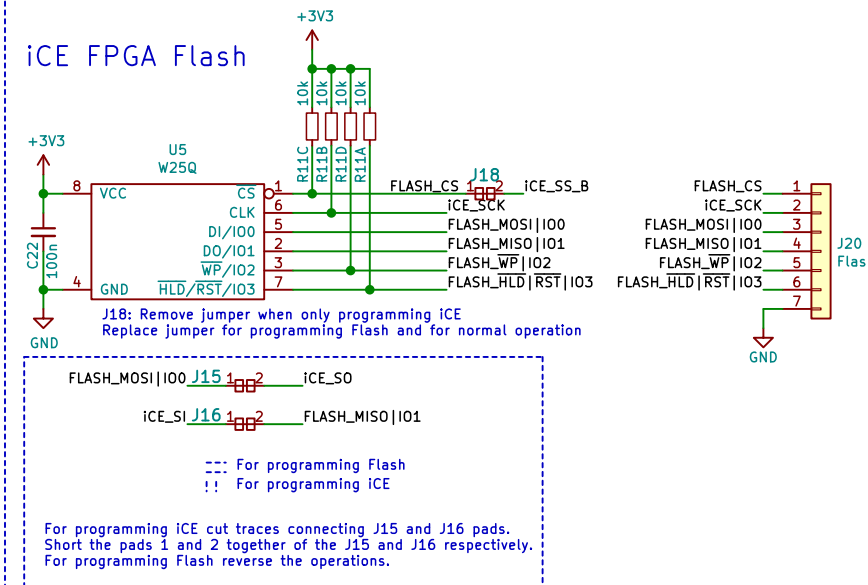 +3V3
iCE FPGA Flash
10k 10k 10k 10k
+3V3
U5
W25Q
R11C R11B R11D R11A
8 VCC CS 1 FLASH_CS J18 1 2 iCE_SS_B
CLK 6 iCE_SCK
DI/IO0 5 FLASH_MOSI|IO0
DO/IO1 2 FLASH_MISO|IO1
WP/IO2 3 FLASH_WP|IO2
4 GND HLD/RST/IO3 7 FLASH_HLD|RST|IO3
C22
100n
GND
FLASH_CS 1
iCE_SCK 2
FLASH_MOSI|IO0 3
FLASH_MISO|IO1 4
FLASH_WP|IO2 5
FLASH_HLD|RST|IO3 6
7
J20
Flas
GND
J18: Remove jumper when only programming iCE
Replace jumper for programming Flash and for normal operation
FLASH_MOSI|IO0 J15 1 2 iCE_SO
iCE_SI J16 1 2 FLASH_MISO|IO1
For programming Flash
For programming iCE
For programming iCE cut traces connecting J15 and J16 pads.
Short the pads 1 and 2 together of the J15 and J16 respectively.
For programming Flash reverse the operations.